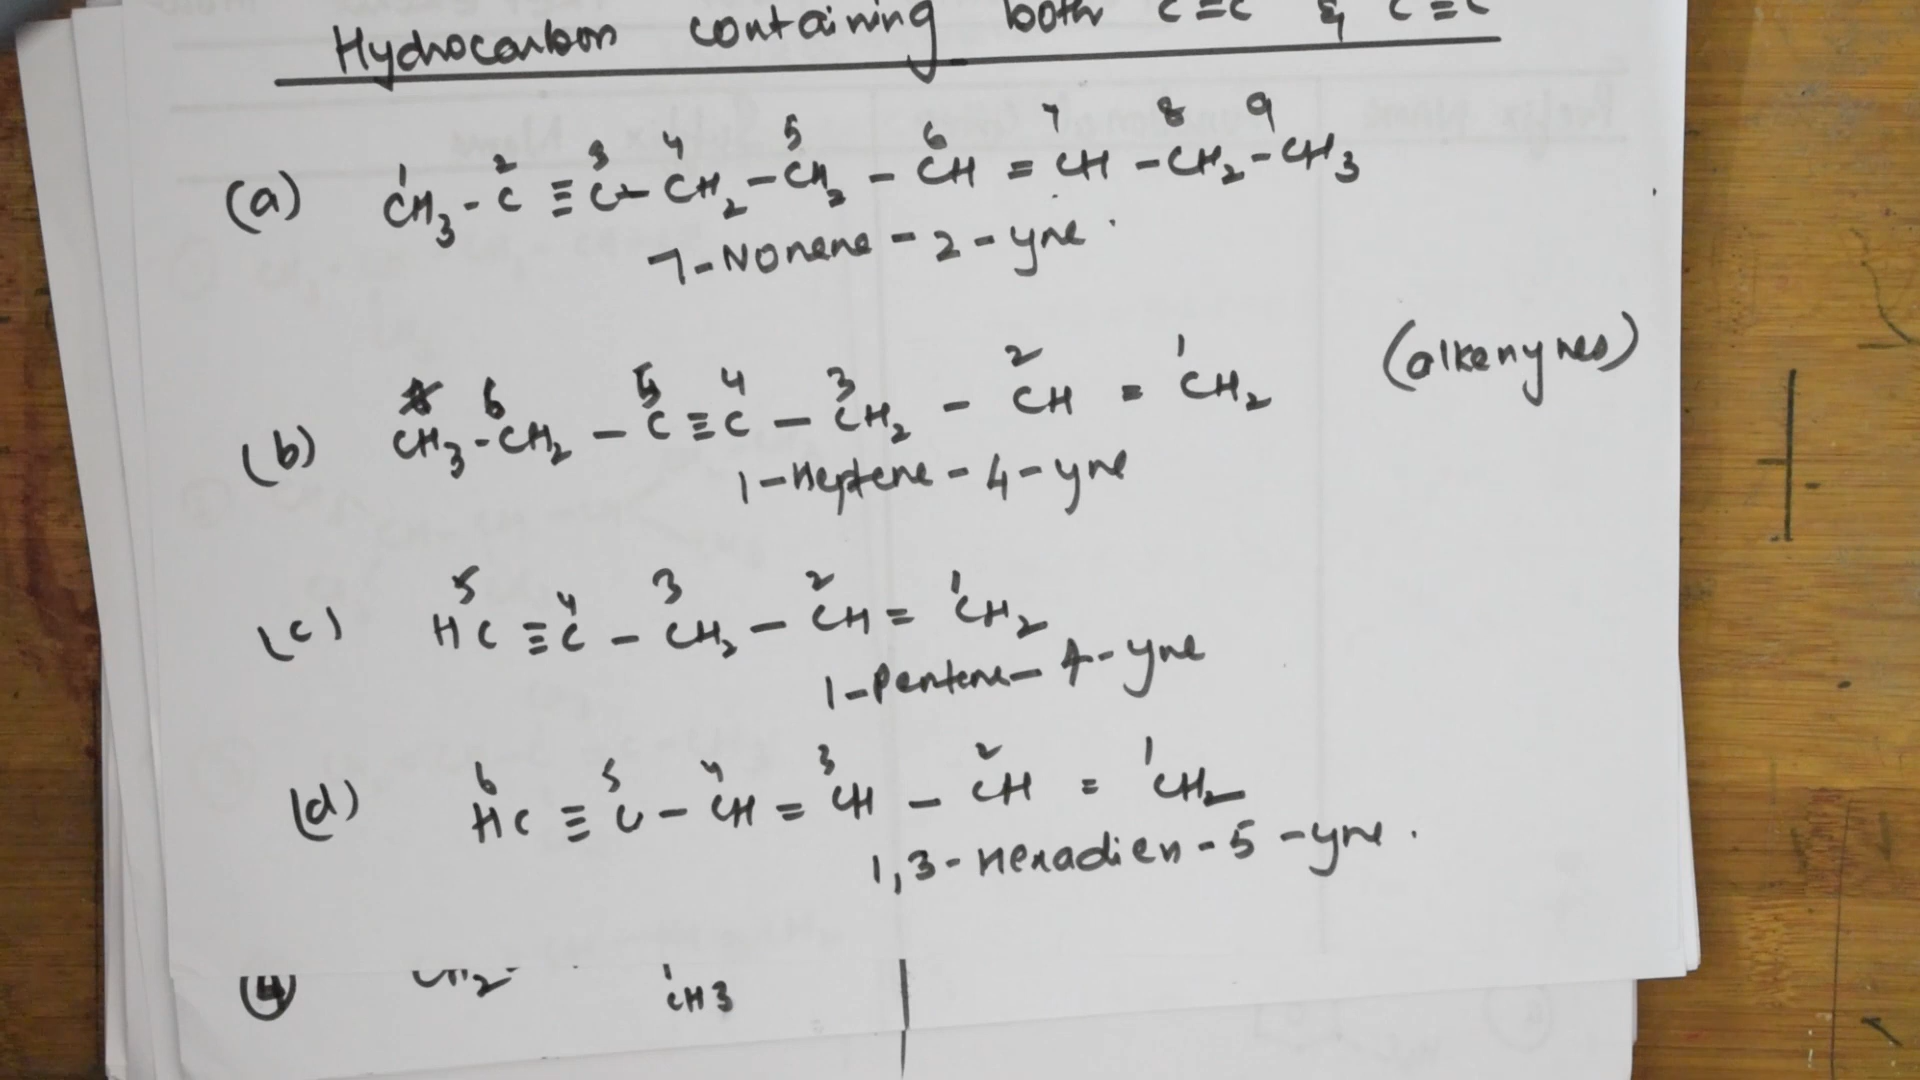 Hydrocarbon containing both C=C & C≡C
1 2 3 4 5 6 7 8 9
(a) CH3-C≡C-CH2-CH2-CH=CH-CH2-CH3
7-Nonene-2-yne.
6 5 4 3 2 1
(b) CH3-CH2-C≡C-CH2-CH=CH2 (alkenynes)
1-Heptene-4-yne
5 4 3 2 1
(c) HC≡C-CH2-CH=CH2
1-Pentene-4-yne
6 5 4 3 2 1
(d) HC≡C-CH=CH-CH=CH2
1,3-Hexadien-5-yne.
(4) CH2- CH3